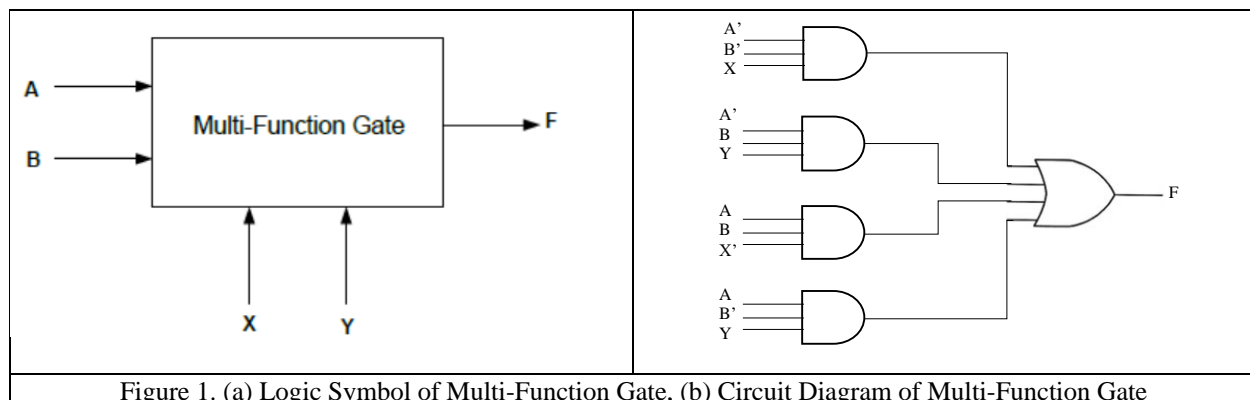 A
B
Multi-Function Gate
F
X
Y
A’
B’
X
A’
B
Y
A
B
X’
A
B’
Y
F
Figure 1. (a) Logic Symbol of Multi-Function Gate, (b) Circuit Diagram of Multi-Function Gate